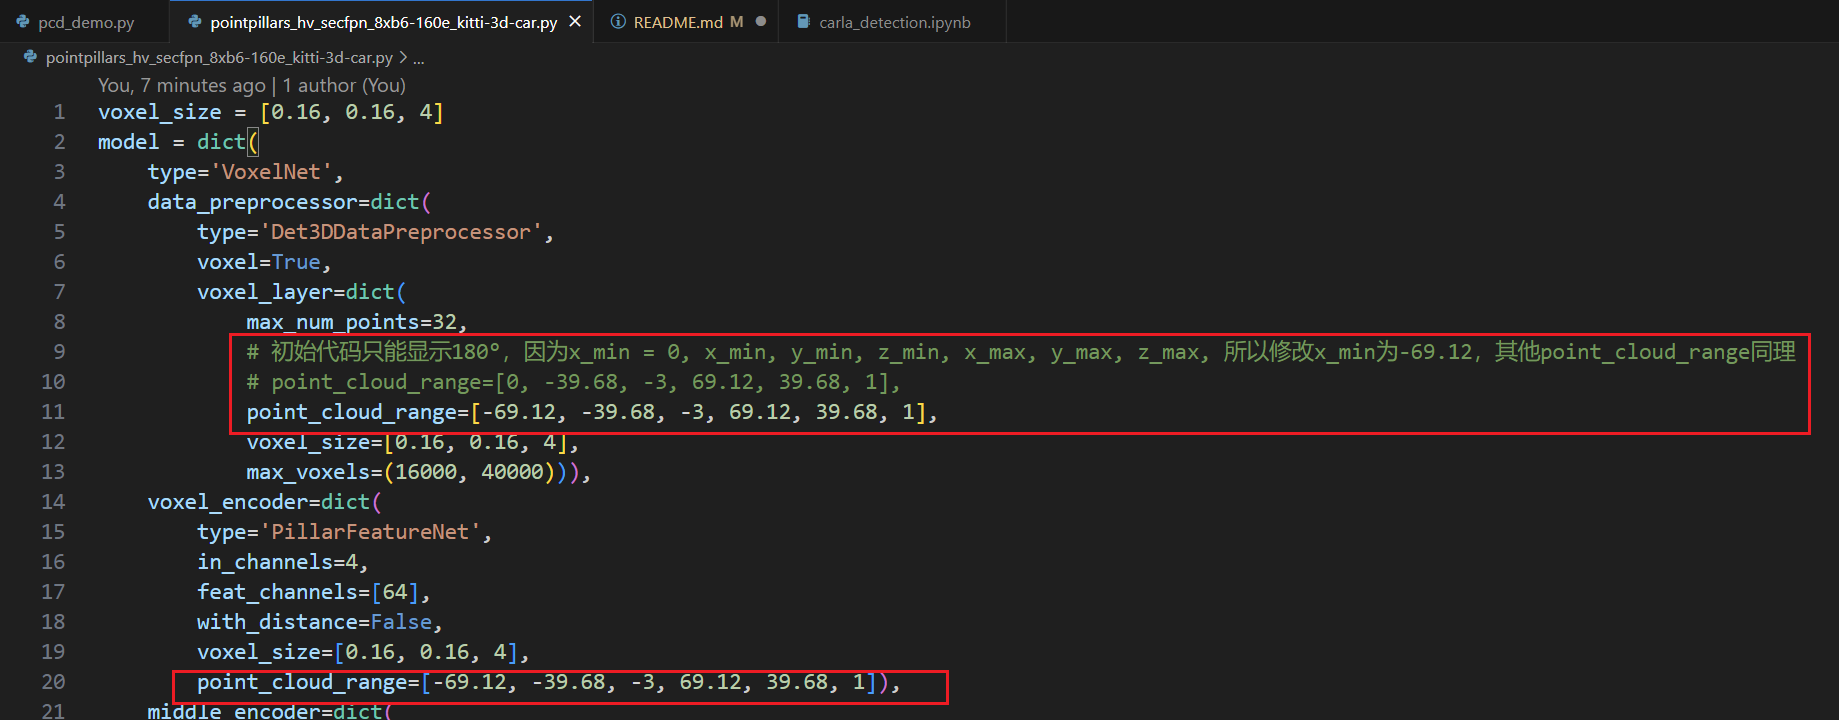 pcd_demo.py pointpillars_hv_secfpn_8xb6-160e_kitti-3d-car.py README.md M carla_detection.ipynb
pointpillars_hv_secfpn_8xb6-160e_kitti-3d-car.py > ...
You, 7 minutes ago | 1 author (You)
1 voxel_size = [0.16, 0.16, 4]
2 model = dict(
3 type='VoxelNet',
4 data_preprocessor=dict(
5 type='Det3DDataPreprocessor',
6 voxel=True,
7 voxel_layer=dict(
8 max_num_points=32,
9 # 初始代码只能显示180°，因为x_min = 0, x_min, y_min, z_min, x_max, y_max, z_max, 所以修改x_min为-69.12，其他point_cloud_range同理
10 # point_cloud_range=[0, -39.68, -3, 69.12, 39.68, 1],
11 point_cloud_range=[-69.12, -39.68, -3, 69.12, 39.68, 1],
12 voxel_size=[0.16, 0.16, 4],
13 max_voxels=(16000, 40000))),
14 voxel_encoder=dict(
15 type='PillarFeatureNet',
16 in_channels=4,
17 feat_channels=[64],
18 with_distance=False,
19 voxel_size=[0.16, 0.16, 4],
20 point_cloud_range=[-69.12, -39.68, -3, 69.12, 39.68, 1]),
21 middle_encoder=dict(